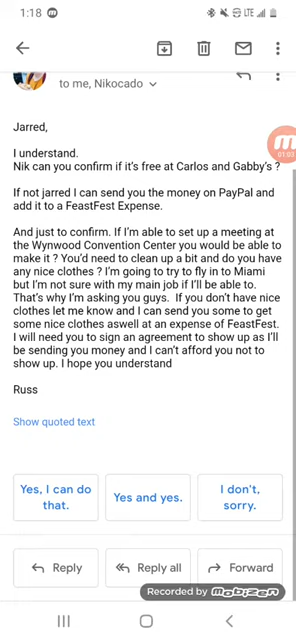 1:18
LTE
to me, Nikocado
Jarred,
01:03
I understand.
Nik can you confirm if it's free at Carlos and Gabby's ?
If not jarred I can send you the money on PayPal and
add it to a FeastFest Expense.
And just to confirm. If I'm able to set up a meeting at
the Wynwood Convention Center you would be able to
make it ? You'd need to clean up a bit and do you have
any nice clothes ? I'm going to try to fly in to Miami
but I'm not sure with my main job if I'll be able to.
That's why I'm asking you guys.  If you don't have nice
clothes let me know and I can send you some to get
some nice clothes aswell at an expense of FeastFest.
I will need you to sign an agreement to show up as I'll
be sending you money and I can't afford you not to
show up. I hope you understand
Russ
Show quoted text
Yes, I can do
that.
Yes and yes.
I don't,
sorry.
Reply
Reply all
Forward
Recorded by mobizen